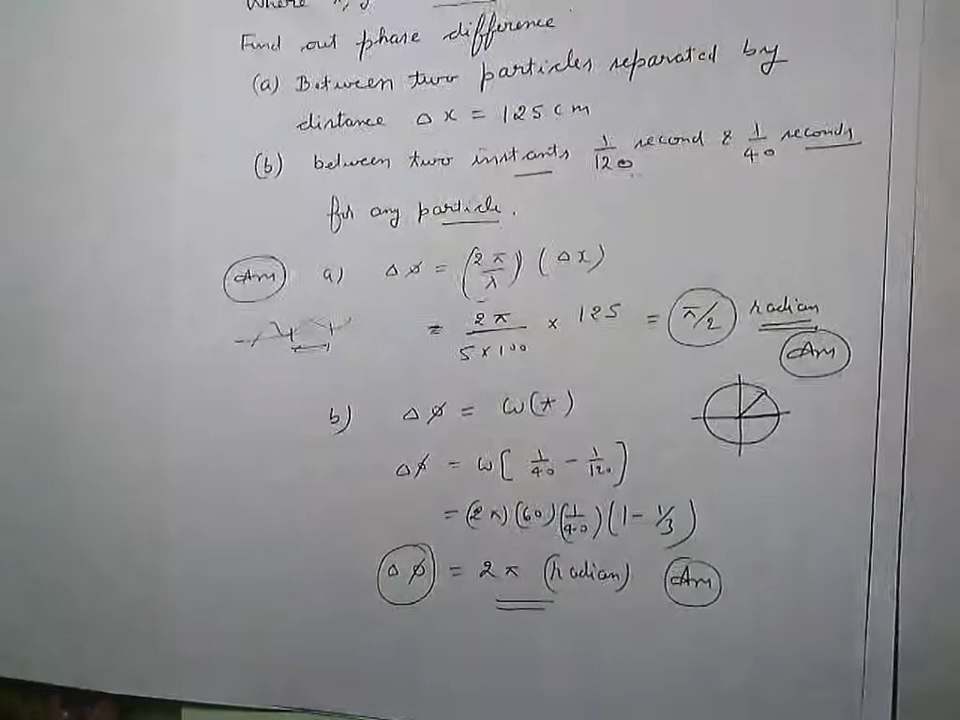 Where
Find out phase difference
(a) Between two particles separated by
distance Δx = 125 cm
(b) between two instants 1/120 second & 1/40 seconds
for any particle.
Ans a) Δφ = (2π/λ) (Δx)
= 2π/(5×100) × 125 = π/2 radian
Ans
b) Δφ = ω(t)
Δφ = ω[1/40 - 1/120]
= (2π)(60)(1/40)(1 - 1/3)
Δφ = 2π (radian) Ans